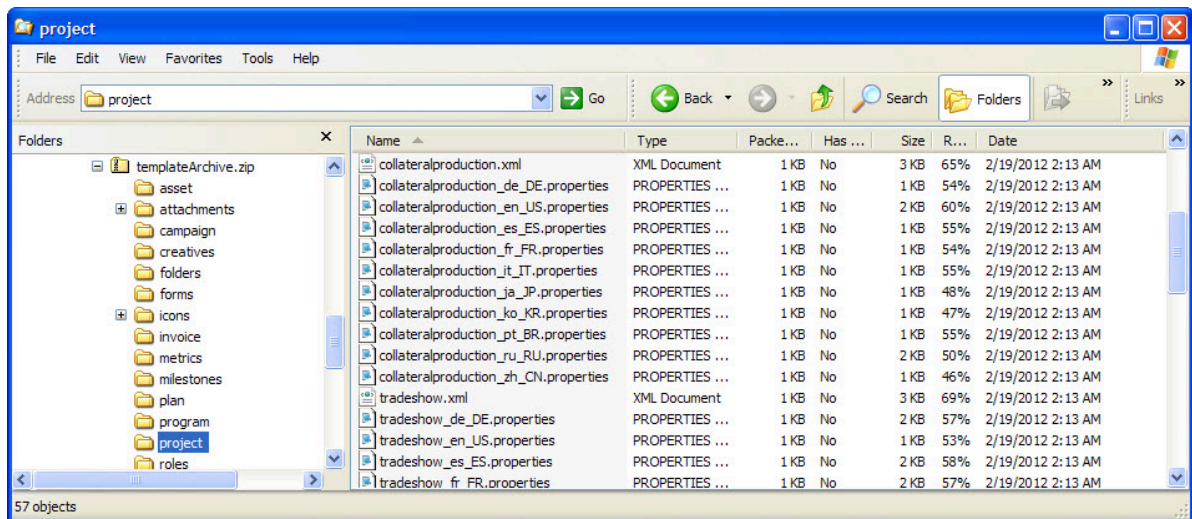 project
File Edit View Favorites Tools Help
Address project Go Back Search Folders » Links »
Folders x Name Type Packe... Has ... Size R... Date
templateArchive.zip
asset
attachments
campaign
creatives
folders
forms
icons
invoice
metrics
milestones
plan
program
project
roles
collateralproduction.xml XML Document 1 KB No 3 KB 65% 2/19/2012 2:13 AM
collateralproduction_de_DE.properties PROPERTIES ... 1 KB No 1 KB 54% 2/19/2012 2:13 AM
collateralproduction_en_US.properties PROPERTIES ... 1 KB No 2 KB 60% 2/19/2012 2:13 AM
collateralproduction_es_ES.properties PROPERTIES ... 1 KB No 1 KB 55% 2/19/2012 2:13 AM
collateralproduction_fr_FR.properties PROPERTIES ... 1 KB No 1 KB 54% 2/19/2012 2:13 AM
collateralproduction_it_IT.properties PROPERTIES ... 1 KB No 1 KB 55% 2/19/2012 2:13 AM
collateralproduction_ja_JP.properties PROPERTIES ... 1 KB No 1 KB 48% 2/19/2012 2:13 AM
collateralproduction_ko_KR.properties PROPERTIES ... 1 KB No 1 KB 47% 2/19/2012 2:13 AM
collateralproduction_pt_BR.properties PROPERTIES ... 1 KB No 1 KB 55% 2/19/2012 2:13 AM
collateralproduction_ru_RU.properties PROPERTIES ... 1 KB No 2 KB 50% 2/19/2012 2:13 AM
collateralproduction_zh_CN.properties PROPERTIES ... 1 KB No 1 KB 46% 2/19/2012 2:13 AM
tradeshow.xml XML Document 1 KB No 3 KB 69% 2/19/2012 2:13 AM
tradeshow_de_DE.properties PROPERTIES ... 1 KB No 2 KB 57% 2/19/2012 2:13 AM
tradeshow_en_US.properties PROPERTIES ... 1 KB No 1 KB 53% 2/19/2012 2:13 AM
tradeshow_es_ES.properties PROPERTIES ... 1 KB No 2 KB 58% 2/19/2012 2:13 AM
tradeshow_fr_FR.properties PROPERTIES ... 1 KB No 2 KB 57% 2/19/2012 2:13 AM
57 objects